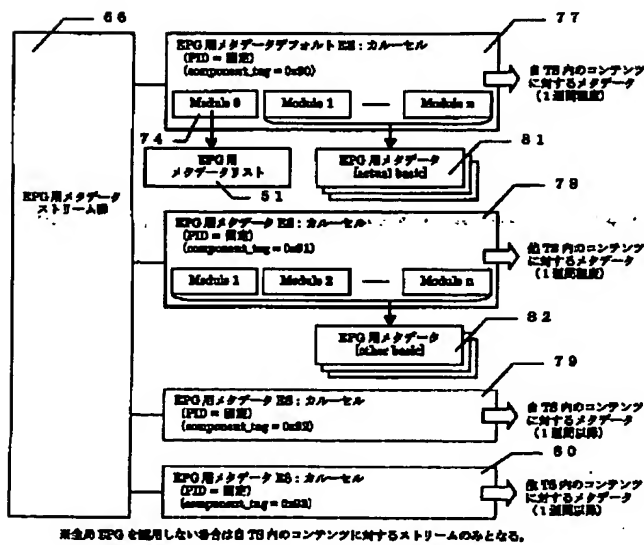 66
77
EPG用メタデータデフォルトES：カルーセル
(PID = 固定)
(component_tag = 0x90)
Module 0
Module 1
Module n
自TS内のコンテンツ
に対するメタデータ
(1週間程度)
74
EPG用
メタデータリスト
51
EPG用メタデータ
[actual basic]
81
79
EPG用メタデータ
ストリーム群
EPG用メタデータES：カルーセル
(PID = 固定)
(component_tag = 0x91)
Module 1
Module 2
Module n
他TS内のコンテンツ
に対するメタデータ
(1週間程度)
82
EPG用メタデータ
[other basic]
79
EPG用メタデータES：カルーセル
(PID = 固定)
(component_tag = 0x92)
自TS内のコンテンツ
に対するメタデータ
(1週間以降)
80
EPG用メタデータES：カルーセル
(PID = 固定)
(component_tag = 0x93)
他TS内のコンテンツ
に対するメタデータ
(1週間以降)
※全局EPGを運用しない場合は自TS内のコンテンツに対するストリームのみとなる。